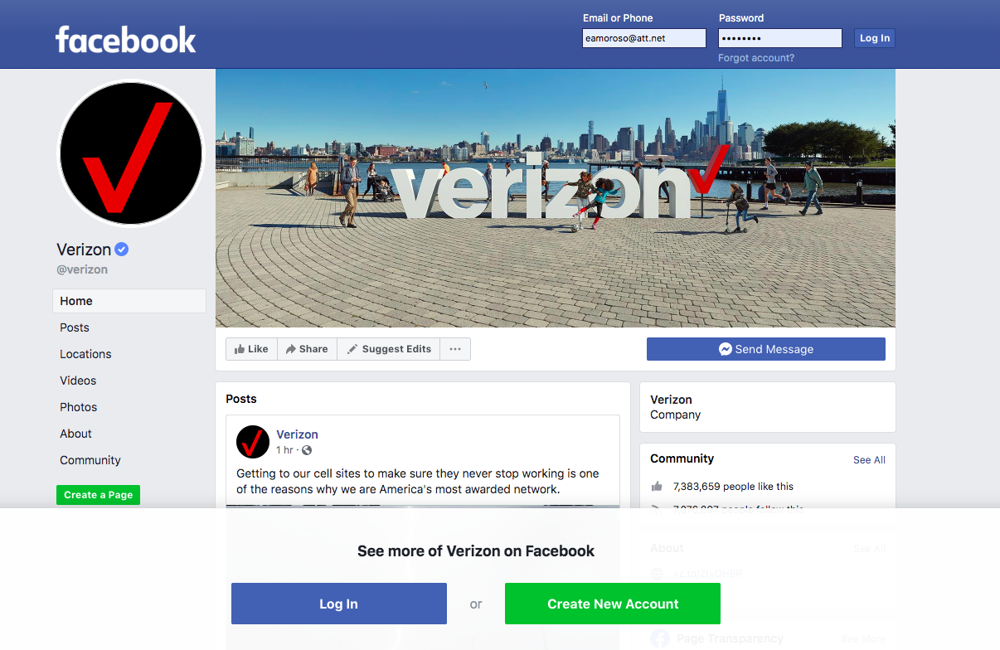 facebook
Email or Phone
Password
eamoroso@att.net
••••••••
Log In
Forgot account?
verizon
Verizon
@verizon
Home
Posts
Locations
Videos
Photos
About
Community
Create a Page
Like
Share
Suggest Edits
...
Send Message
Posts
Verizon
1 hr ·
Getting to our cell sites to make sure they never stop working is one
of the reasons why we are America's most awarded network.
Verizon
Company
Community
See All
7,383,659 people like this
people follow this
About
See All
See more of Verizon on Facebook
Log In
or
Create New Account
Page Transparency
See More